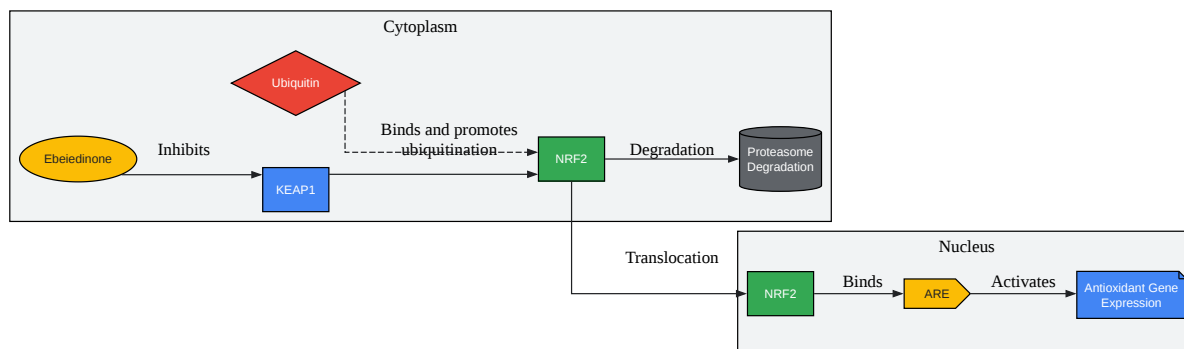 Cytoplasm
Ubiquitin
Binds and promotes
ubiquitination
Ebeiedinone
Inhibits
KEAP1
NRF2
Degradation
Proteasome
Degradation
Translocation
Nucleus
NRF2
Binds
ARE
Activates
Antioxidant Gene
Expression